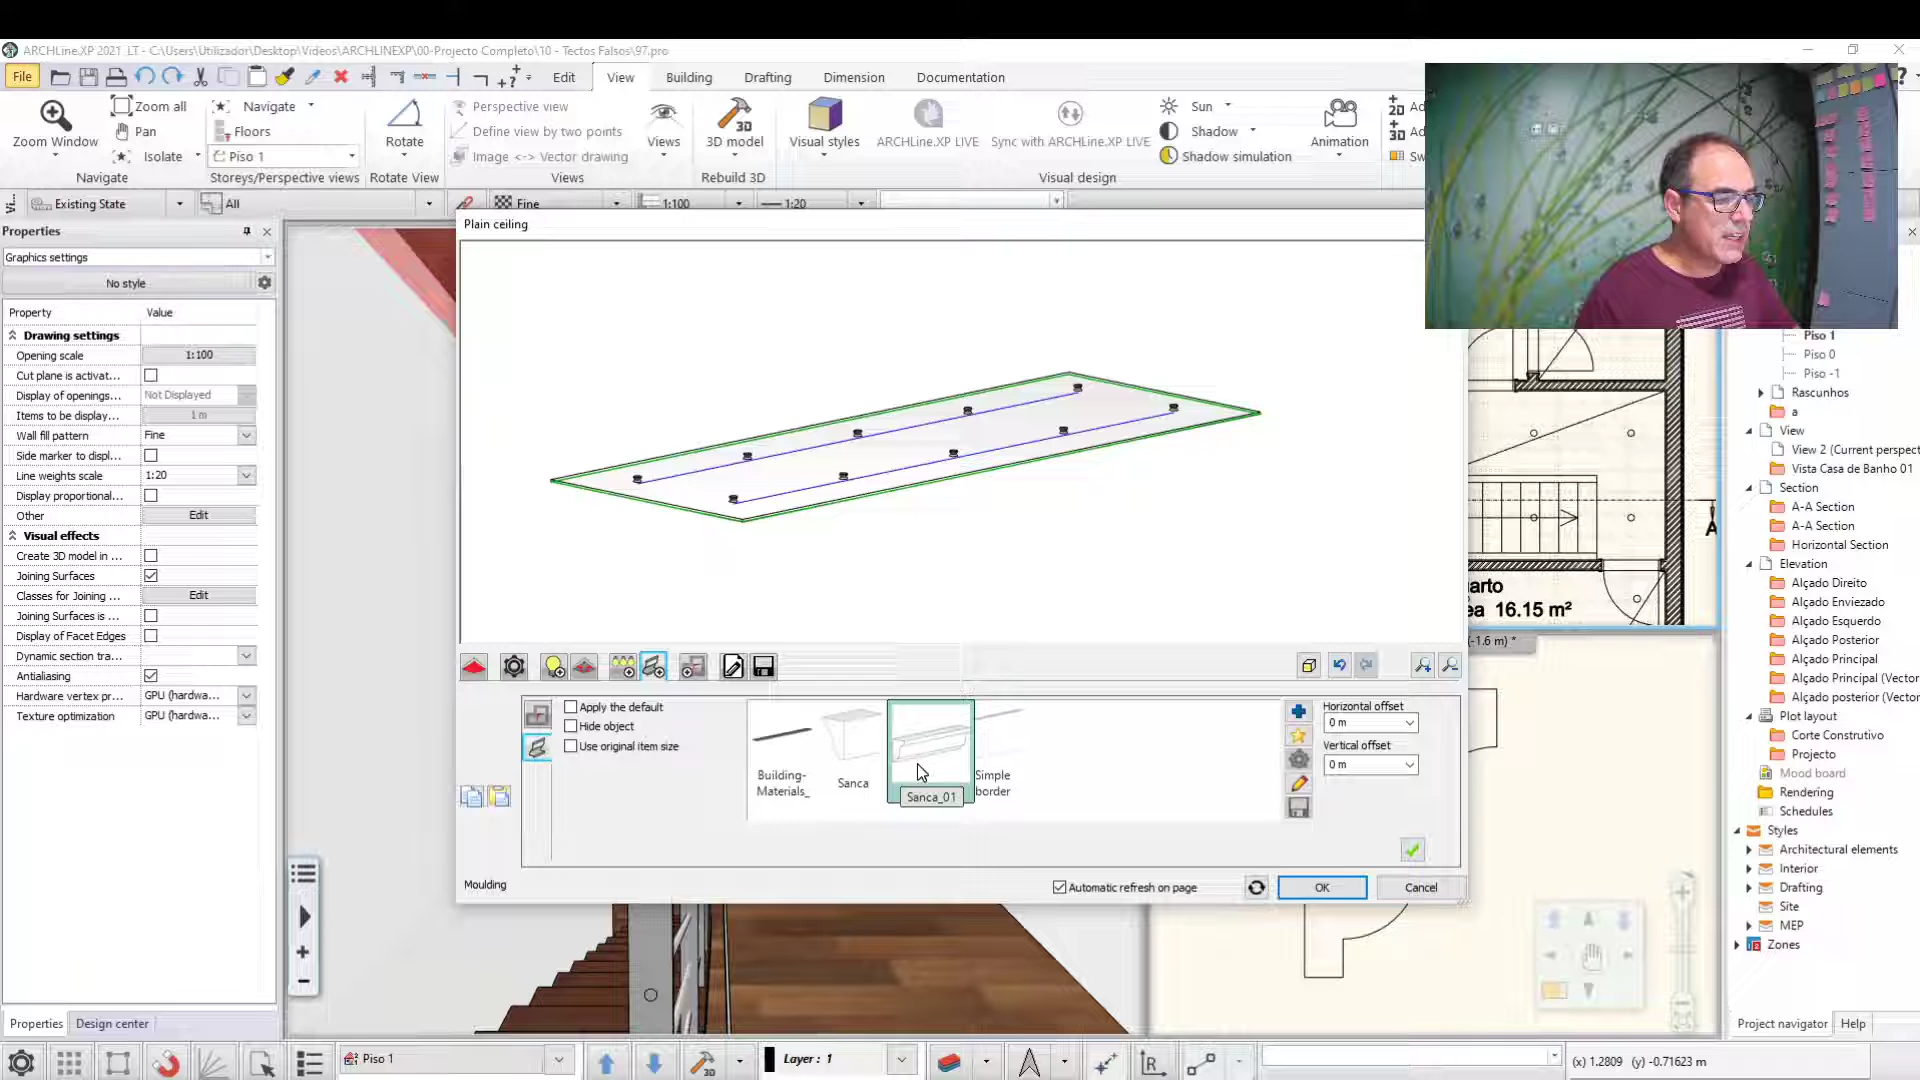 ARCHLine.XP 2021 LT - C:\Users\Utilizador\Desktop\Videos\ARCHLINEXP\00-Projecto Completo\10 - Tectos Falsos\97.pro
File
Edit
View
Building
Drafting
Dimension
Documentation
Zoom Window
Zoom all
Pan
Isolate
Navigate
Navigate
Floors
Piso 1
Storeys/Perspective views
Rotate
Rotate View
Perspective view
Define view by two points
Image <-> Vector drawing
Views
Views
3D model
Rebuild 3D
Visual styles
ARCHLine.XP LIVE
Sync with ARCHLine.XP LIVE
Sun
Shadow
Shadow simulation
Visual design
Animation
2D
3D
Existing State
All
Fine
1:100
1:20
Properties
Graphics settings
No style
Property Value
Drawing settings
Opening scale 1:100
Cut plane is activat...
Display of openings... Not Displayed
Items to be display... 1 m
Wall fill pattern Fine
Side marker to displ...
Line weights scale 1:20
Display proportional...
Other Edit
Visual effects
Create 3D model in ...
Joining Surfaces
Classes for Joining ... Edit
Joining Surfaces is ...
Display of Facet Edges
Dynamic section tra...
Antialiasing
Hardware vertex pr... GPU (hardwa...
Texture optimization GPU (hardwa...
Properties
Design center
Plain ceiling
Apply the default
Hide object
Use original item size
Building-
Materials_
Sanca
Sanca_01
Simple
border
Horizontal offset
0 m
Vertical offset
0 m
Moulding
Automatic refresh on page
OK
Cancel
A
arto
ea 16.15 m²
(-1.6 m) *
Piso 1
Piso 0
Piso -1
Rascunhos
a
View
View 2 (Current perspect
Vista Casa de Banho 01
Section
A-A Section
A-A Section
Horizontal Section
Elevation
Alçado Direito
Alçado Enviezado
Alçado Esquerdo
Alçado Posterior
Alçado Principal
Alçado Principal (Vector
Alçado posterior (Vector
Plot layout
Corte Construtivo
Projecto
Mood board
Rendering
Schedules
Styles
Architectural elements
Interior
Drafting
Site
MEP
Zones
Project navigator
Help
Piso 1
Layer : 1
(x) 1.2809 (y) -0.71623 m